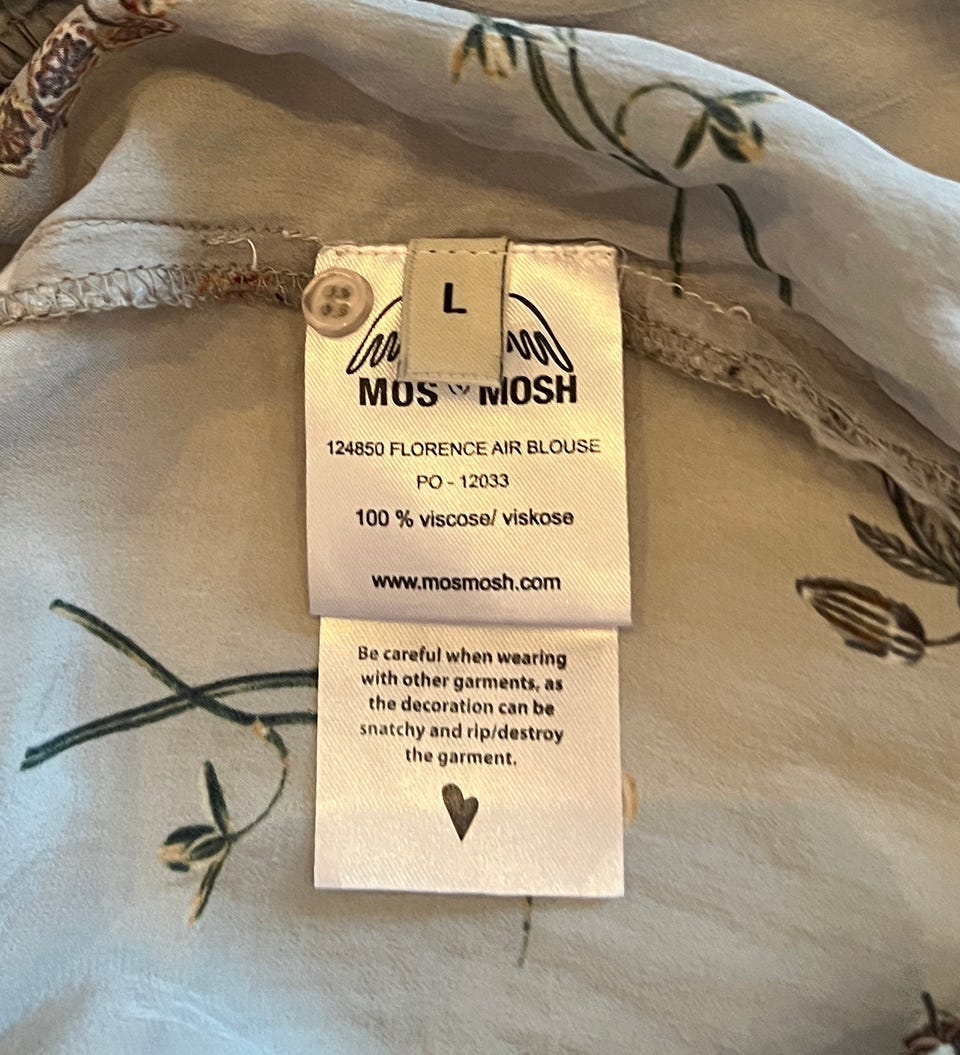 L
MOS MOSH
124850 FLORENCE AIR BLOUSE
PO - 12033
100 % viscose/ viskose
www.mosmosh.com
Be careful when wearing
with other garments, as
the decoration can be
snatchy and rip/destroy
the garment.